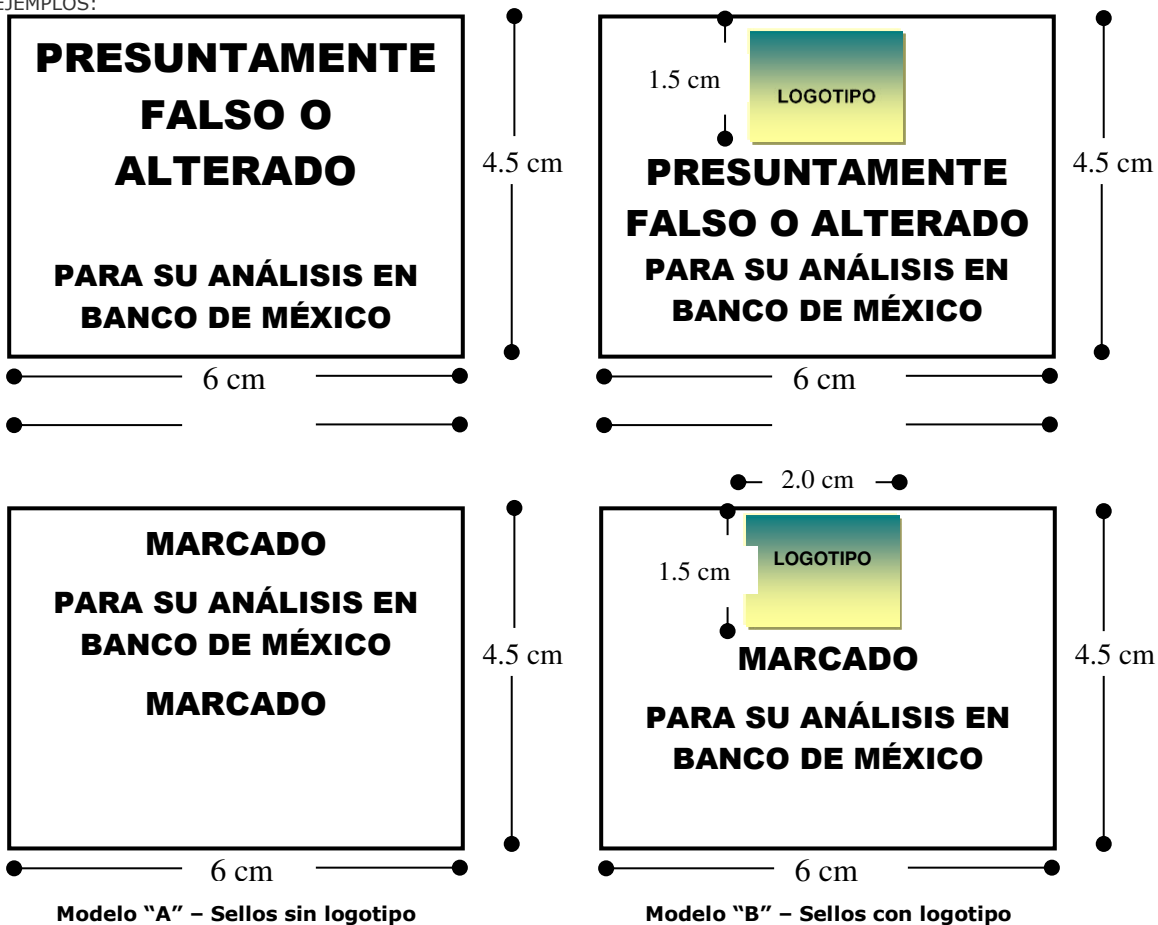 EJEMPLOS:
PRESUNTAMENTE
FALSO O
ALTERADO
PARA SU ANÁLISIS EN
BANCO DE MÉXICO
4.5 cm
6 cm
1.5 cm
LOGOTIPO
PRESUNTAMENTE
FALSO O ALTERADO
PARA SU ANÁLISIS EN
BANCO DE MÉXICO
4.5 cm
6 cm
MARCADO
PARA SU ANÁLISIS EN
BANCO DE MÉXICO
MARCADO
4.5 cm
6 cm
2.0 cm
1.5 cm
LOGOTIPO
MARCADO
PARA SU ANÁLISIS EN
BANCO DE MÉXICO
4.5 cm
6 cm
Modelo “A” – Sellos sin logotipo
Modelo “B” – Sellos con logotipo